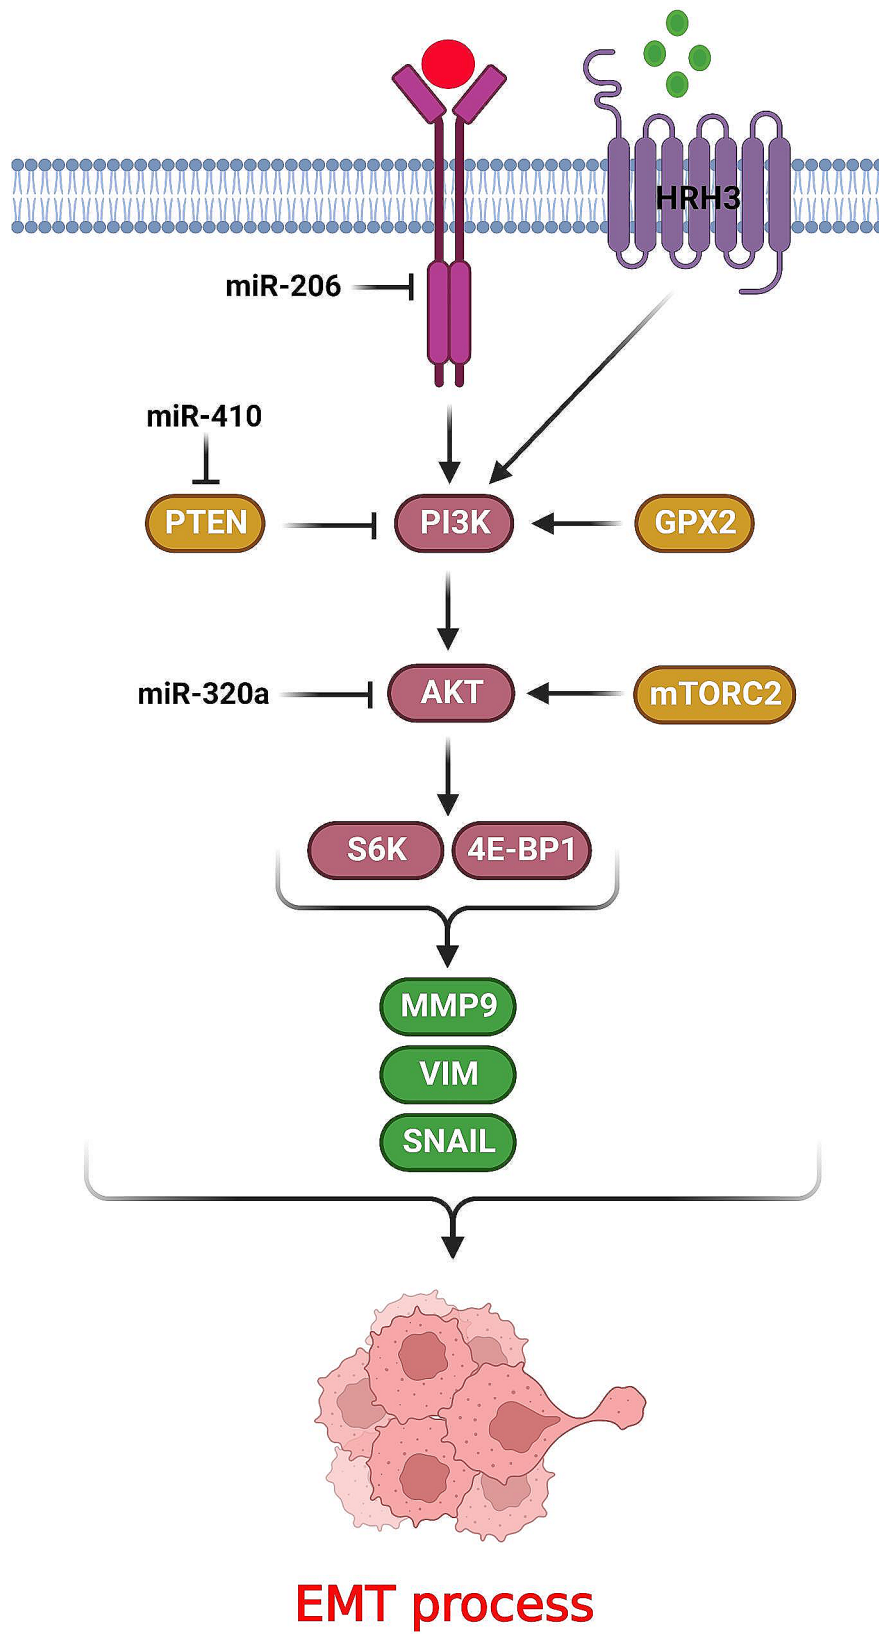 HRH3
miR-206
miR-410
PTEN
PI3K
GPX2
miR-320a
AKT
mTORC2
S6K
4E-BP1
MMP9
VIM
SNAIL
EMT process